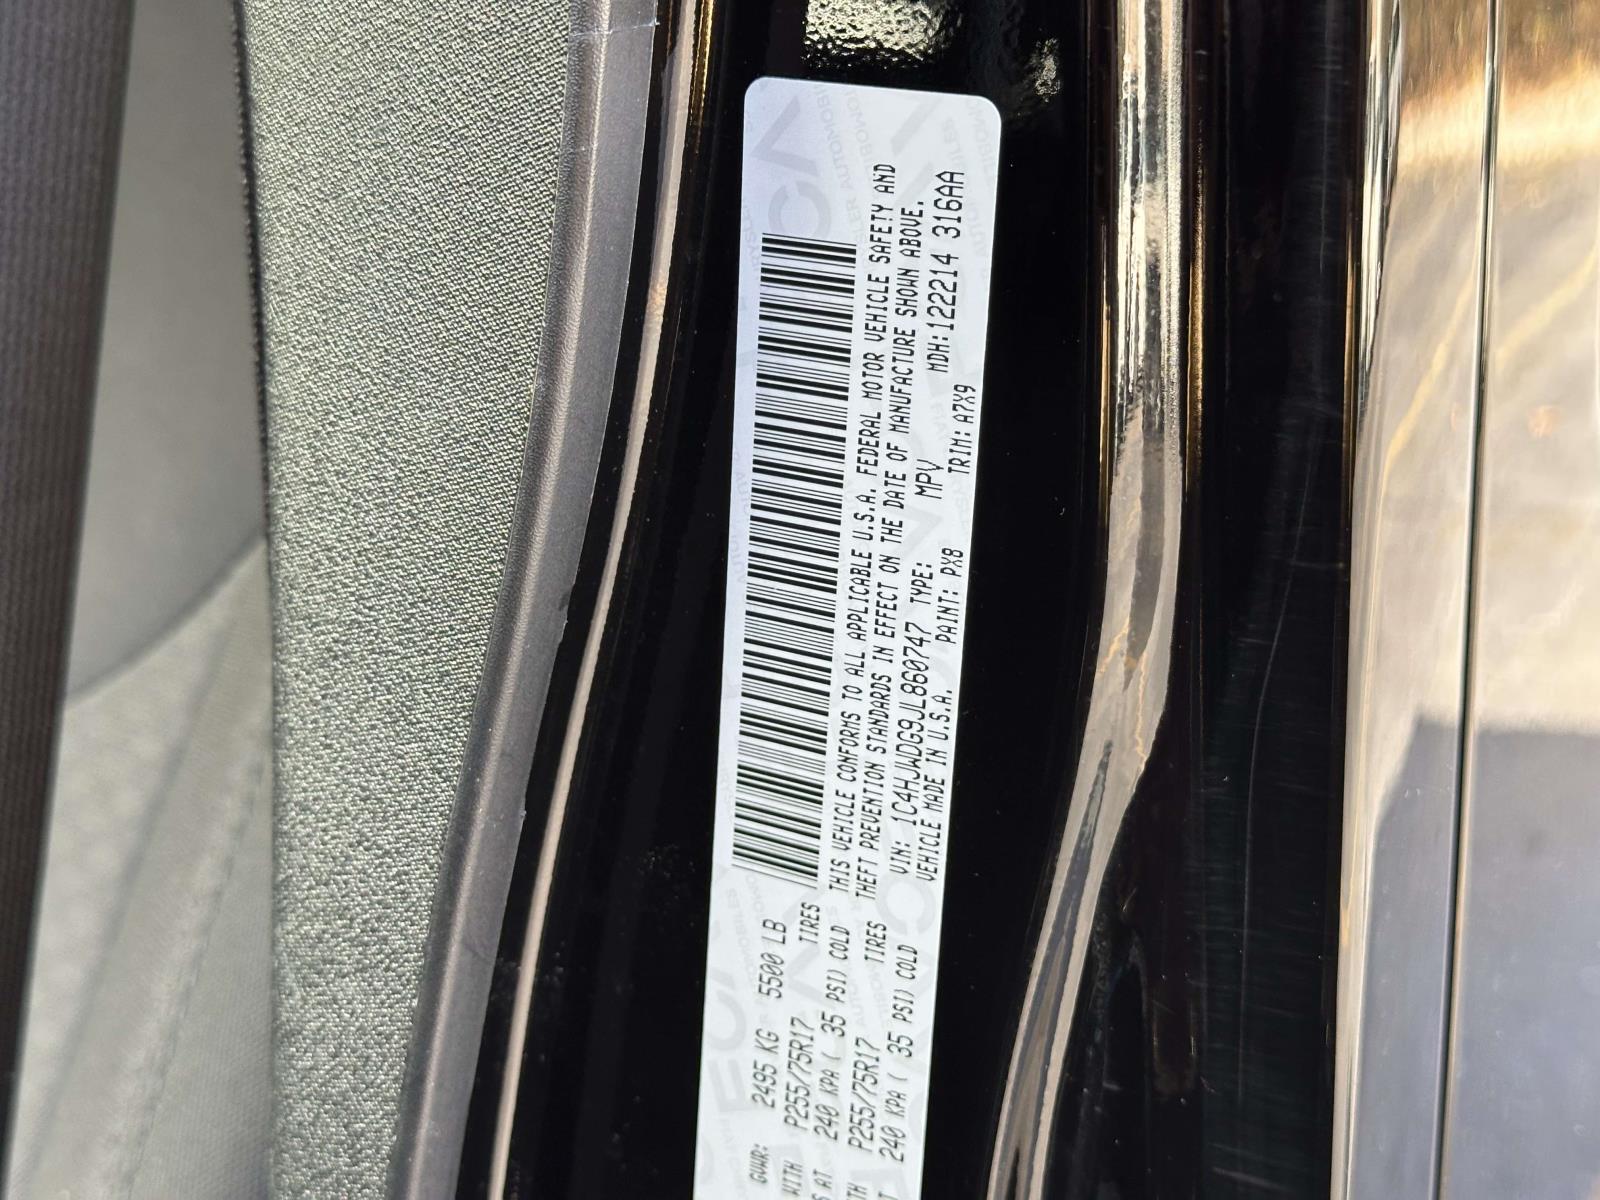 GVWR: 2495 KG 5500 LB
WITH P255/75R17 TIRES
AT 240 KPA ( 35 PSI) COLD
P255/75R17 TIRES
240 KPA ( 35 PSI) COLD
THIS VEHICLE CONFORMS TO ALL APPLICABLE U.S.A. FEDERAL MOTOR VEHICLE SAFETY AND
THEFT PREVENTION STANDARDS IN EFFECT ON THE DATE OF MANUFACTURE SHOWN ABOVE.
VIN: 1C4HJWDG9JL860747 TYPE: MPV MDH:122214 316AA
VEHICLE MADE IN U.S.A. PAINT: PX8 TRIM: A7X9